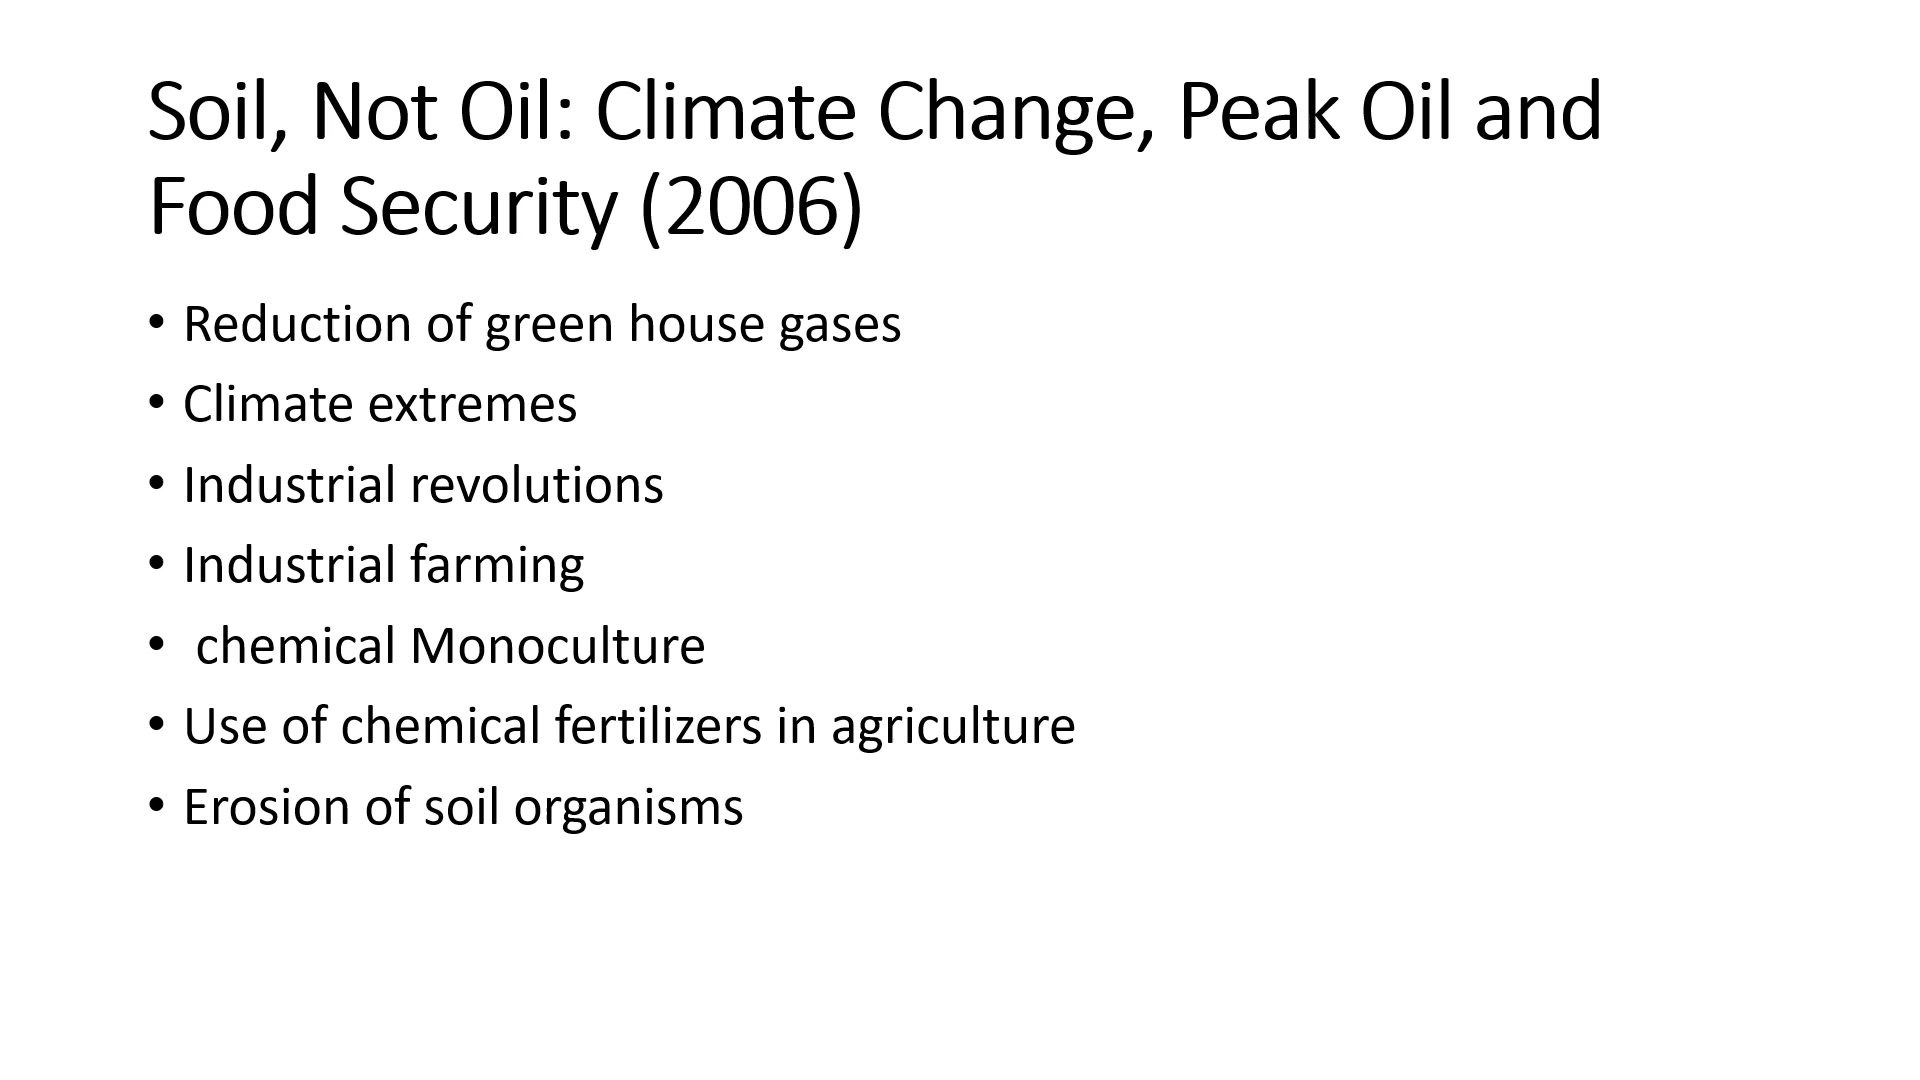 Soil, Not Oil: Climate Change, Peak Oil and
Food Security (2006)
• Reduction of green house gases
• Climate extremes
• Industrial revolutions
• Industrial farming
• chemical Monoculture
• Use of chemical fertilizers in agriculture
• Erosion of soil organisms